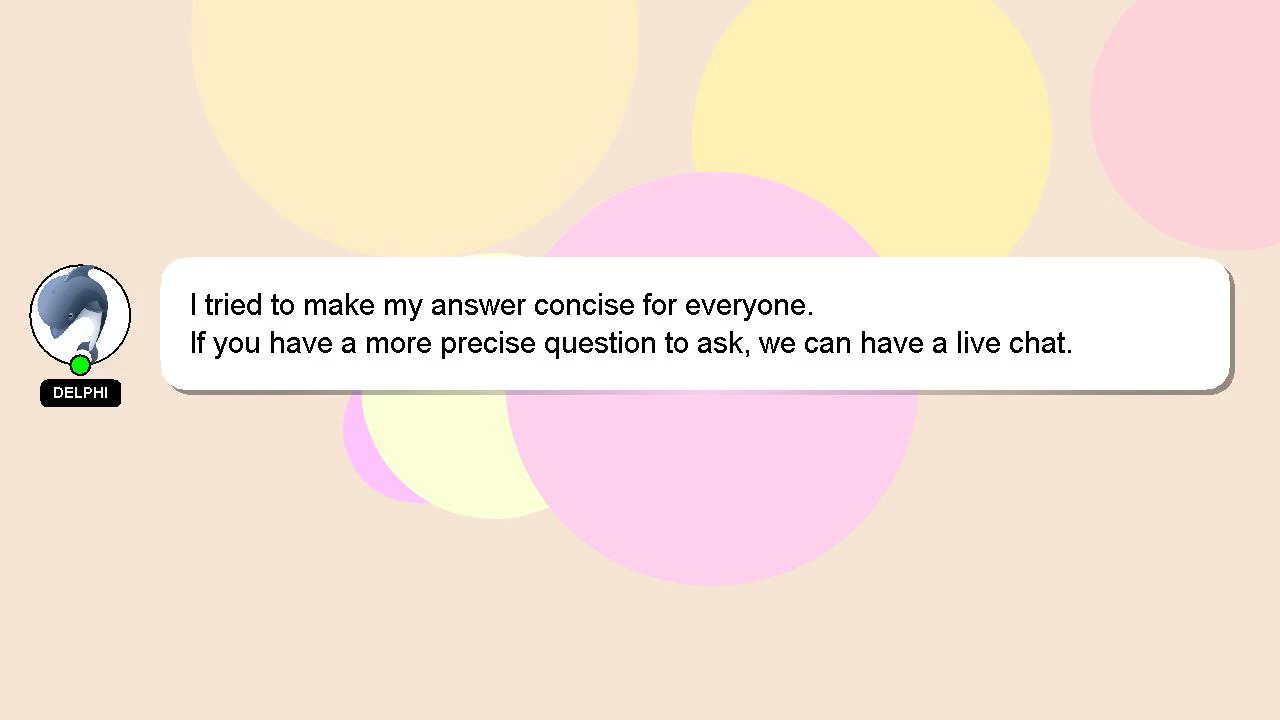 I tried to make my answer concise for everyone.
If you have a more precise question to ask, we can have a live chat.
DELPHI